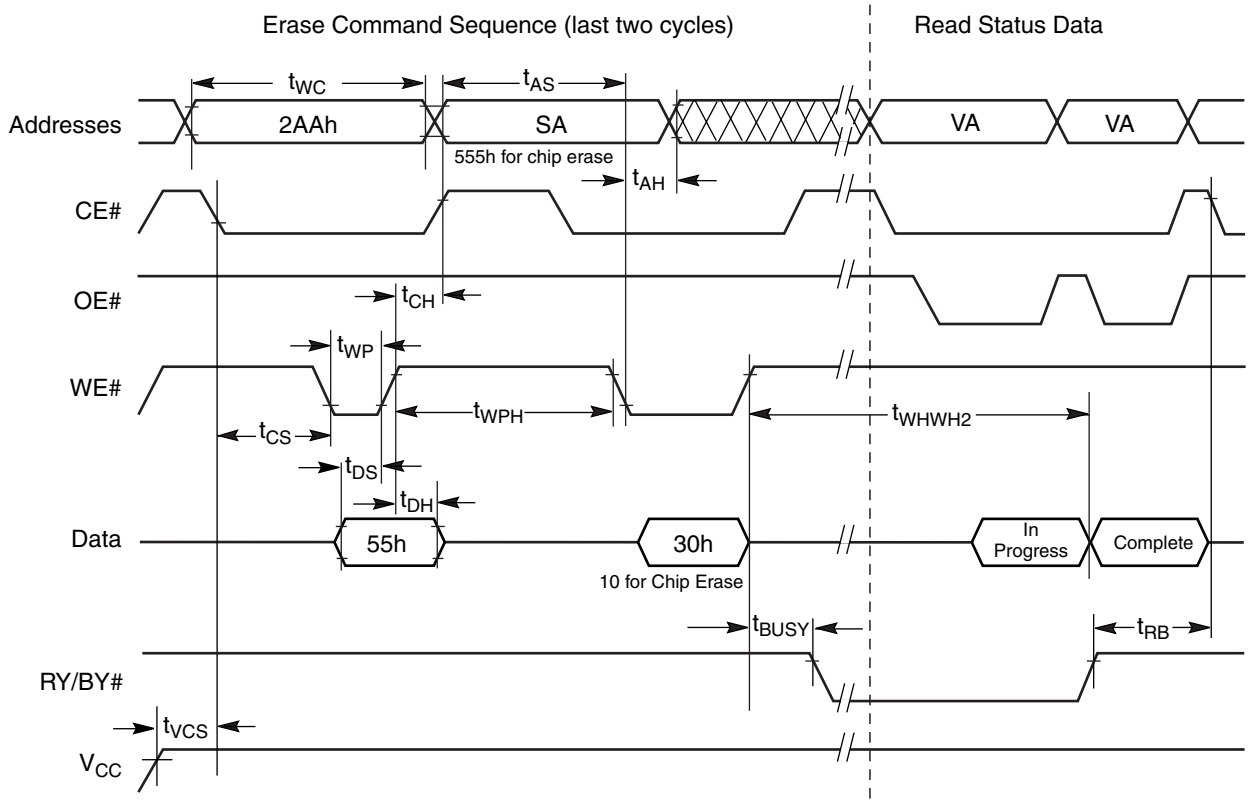 Erase Command Sequence (last two cycles)
Read Status Data
tWC
tAS
Addresses
2AAh
SA
VA
VA
555h for chip erase
tAH
CE#
OE#
tCH
tWP
WE#
tWPH
tWHWH2
tCS
tDS
tDH
Data
55h
30h
In
Progress
Complete
10 for Chip Erase
tBUSY
tRB
RY/BY#
tVCS
VCC